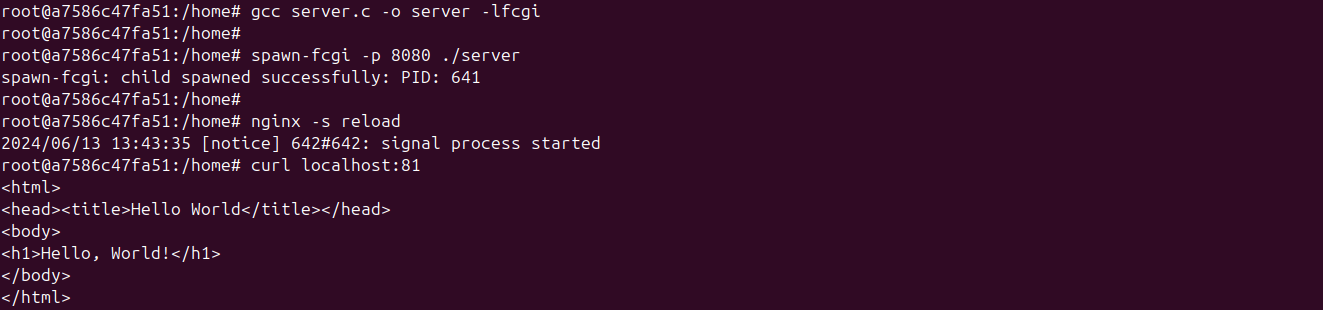 root@a7586c47fa51:/home# gcc server.c -o server -lfcgi
root@a7586c47fa51:/home#
root@a7586c47fa51:/home# spawn-fcgi -p 8080 ./server
spawn-fcgi: child spawned successfully: PID: 641
root@a7586c47fa51:/home#
root@a7586c47fa51:/home# nginx -s reload
2024/06/13 13:43:35 [notice] 642#642: signal process started
root@a7586c47fa51:/home# curl localhost:81
<html>
<head><title>Hello World</title></head>
<body>
<h1>Hello, World!</h1>
</body>
</html>